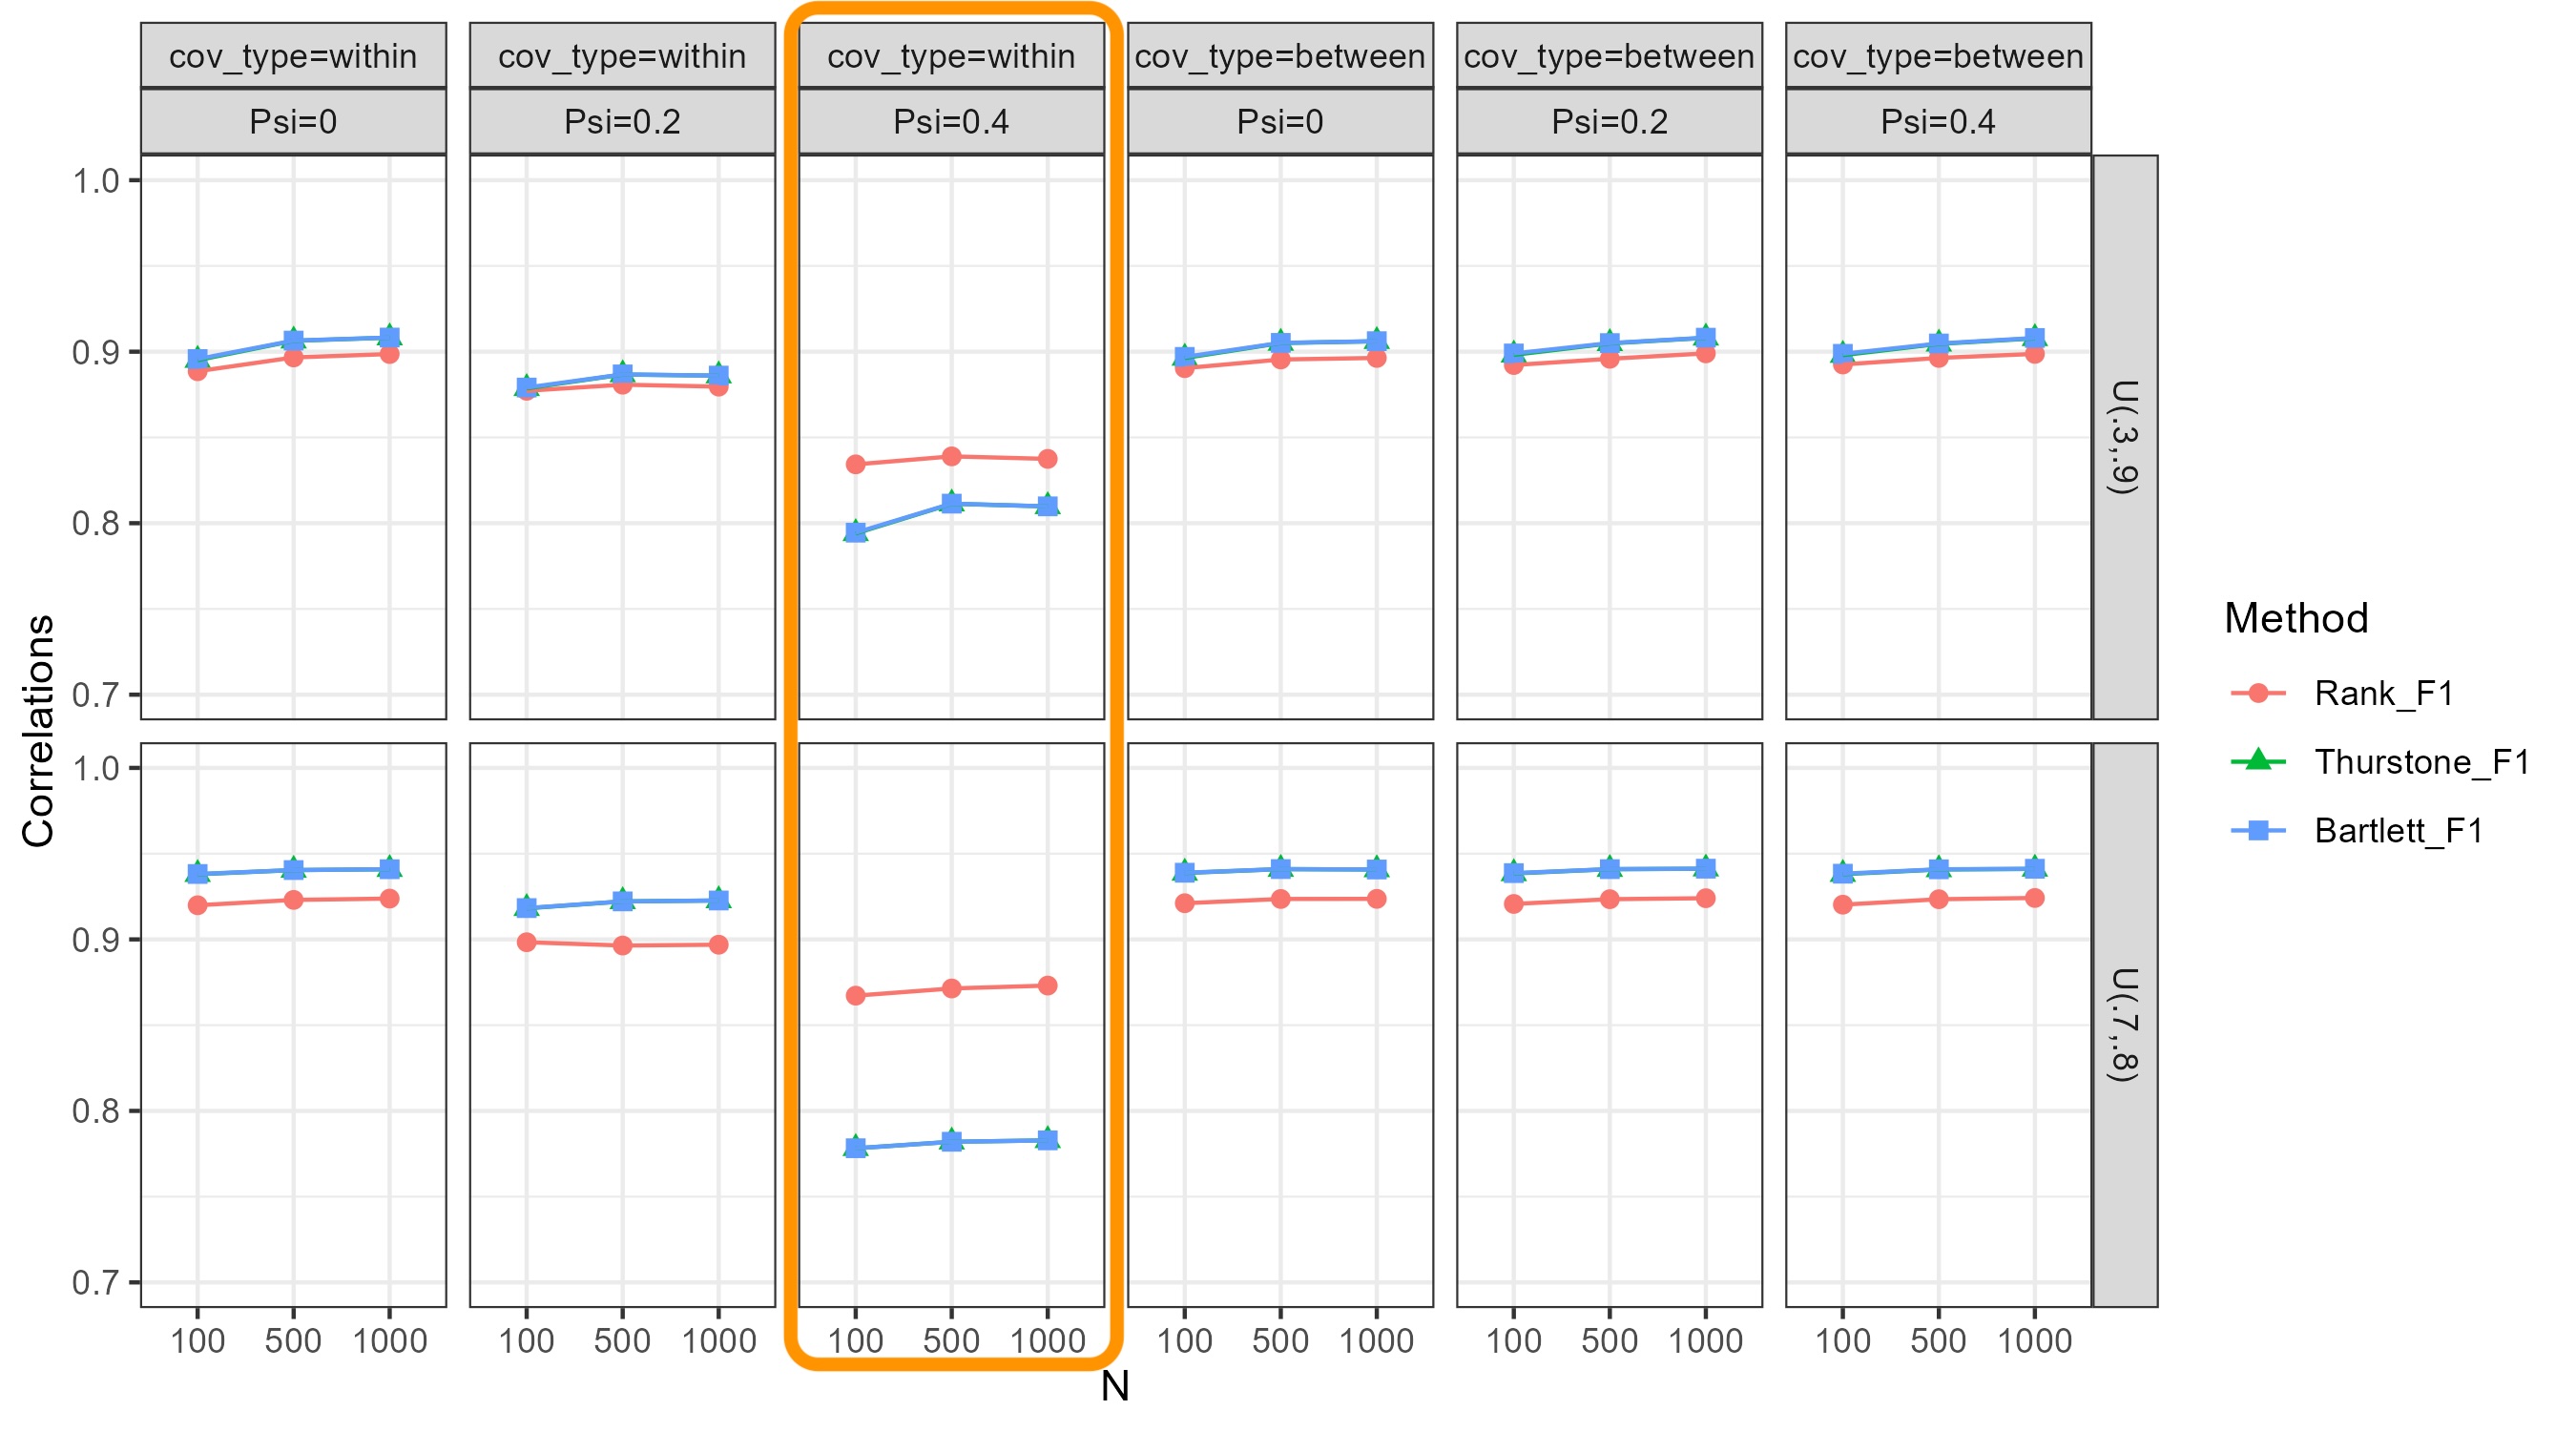 cov_type=within cov_type=within cov_type=within cov_type=between cov_type=between cov_type=between
Psi=0 Psi=0.2 Psi=0.4 Psi=0 Psi=0.2 Psi=0.4
1.0
0.9
0.8
0.7
U(.3,.9)
1.0
0.9
0.8
0.7
U(.7,.8)
Correlations
100 500 1000 100 500 1000 100 500 1000 100 500 1000 100 500 1000 100 500 1000
N
Method
Rank_F1
Thurstone_F1
Bartlett_F1